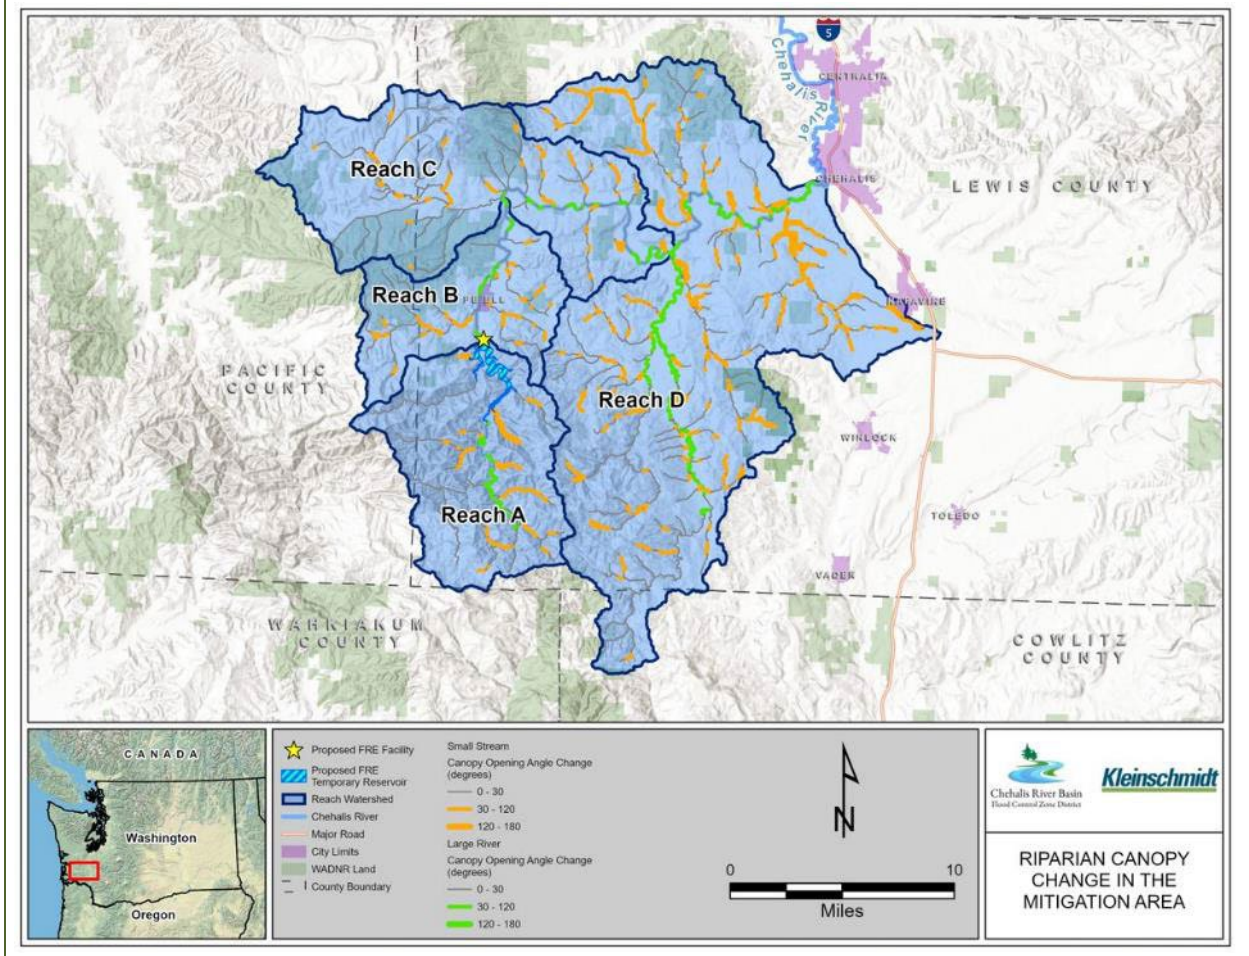 5
Chehalis River
CENTRALIA
Reach C
CHEHALIS
LEWIS COUNTY
Reach B
PE ELL
NAPAVINE
PACIFIC
COUNTY
Reach D
WINLOCK
Reach A
TOLEDO
VADER
WAHKIAKUM
COUNTY
COWLITZ
COUNTY
CANADA
Washington
Oregon
Proposed FRE Facility
Proposed FRE
Temporary Reservoir
Reach Watershed
Chehalis River
Major Road
City Limits
WADNR Land
County Boundary
Small Stream
Canopy Opening Angle Change
(degrees)
0 - 30
30 - 120
120 - 180
Large River
Canopy Opening Angle Change
(degrees)
0 - 30
30 - 120
120 - 180
N
0 10
Miles
Chehalis River Basin
Flood Control Zone District
Kleinschmidt
RIPARIAN CANOPY
CHANGE IN THE
MITIGATION AREA